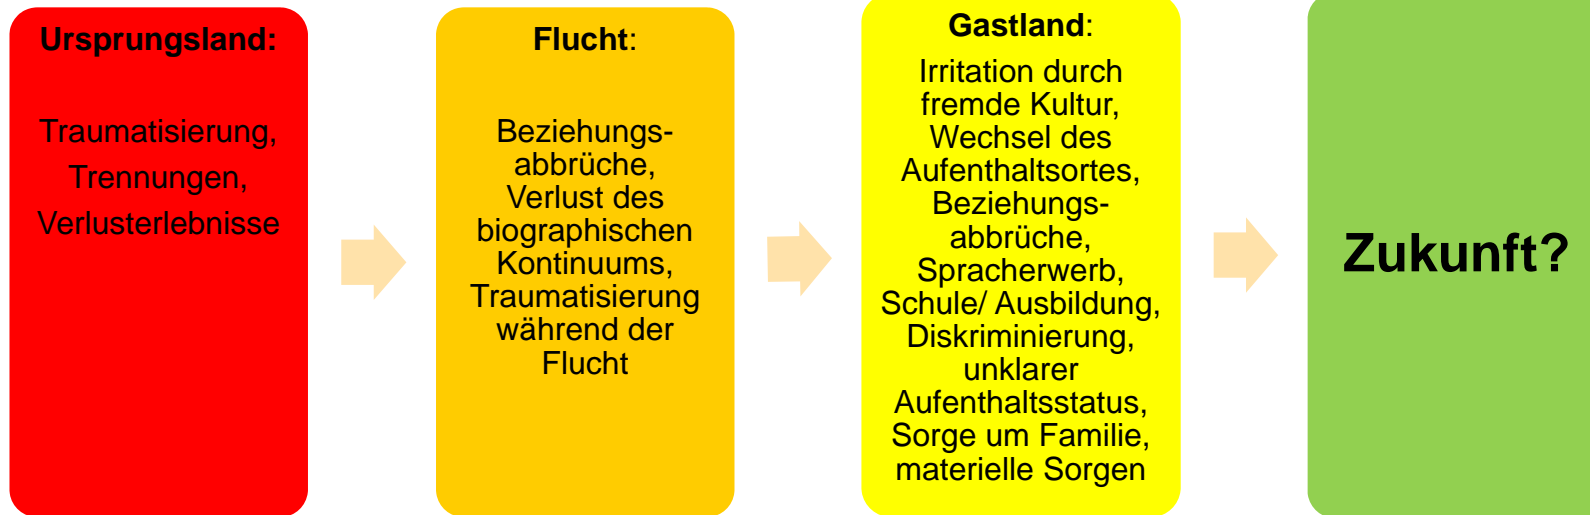 Ursprungsland:
Traumatisierung,
Trennungen,
Verlusterlebnisse
Flucht:
Beziehungs-
abbrüche,
Verlust des
biographischen
Kontinuums,
Traumatisierung
während der
Flucht
Gastland:
Irritation durch
fremde Kultur,
Wechsel des
Aufenthaltsortes,
Beziehungs-
abbrüche,
Spracherwerb,
Schule/ Ausbildung,
Diskriminierung,
unklarer
Aufenthaltsstatus,
Sorge um Familie,
materielle Sorgen
Zukunft?